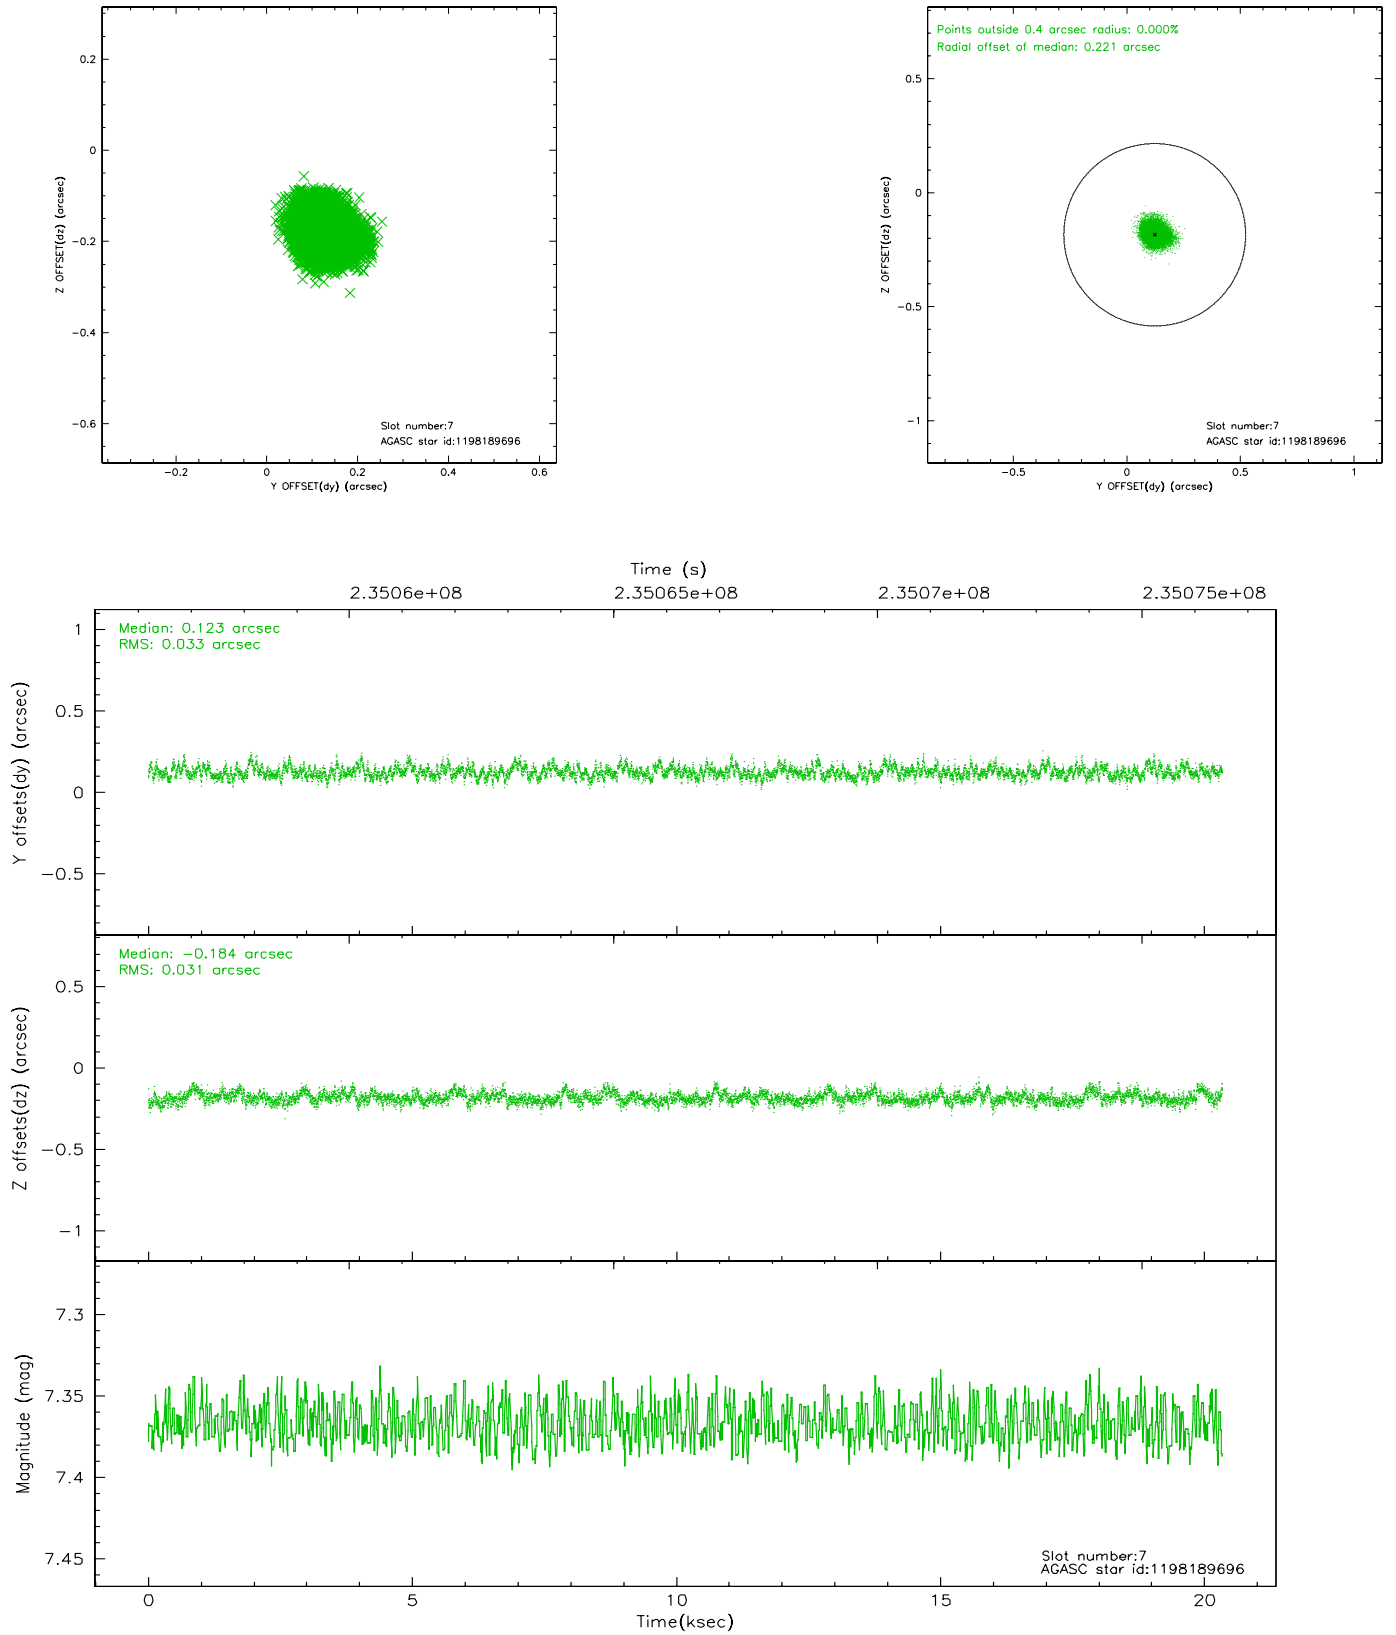 0.2
0
−0.2
−0.4
−0.6
Z OFFSET(dz) (arcsec)
Slot number:7
AGASC star id:1198189696
−0.2 0 0.2 0.4 0.6
Y OFFSET(dy) (arcsec)
Points outside 0.4 arcsec radius: 0.000%
Radial offset of median: 0.221 arcsec
0.5
0
−0.5
−1
Z OFFSET(dz) (arcsec)
Slot number:7
AGASC star id:1198189696
−0.5 0 0.5 1
Y OFFSET(dy) (arcsec)
Time (s)
2.3506e+08 2.35065e+08 2.3507e+08 2.35075e+08
Median: 0.123 arcsec
RMS: 0.033 arcsec
1
0.5
0
−0.5
Y offsets(dy) (arcsec)
Median: −0.184 arcsec
RMS: 0.031 arcsec
0.5
0
−0.5
−1
Z offsets(dz) (arcsec)
7.3
7.35
7.4
7.45
Magnitude (mag)
Slot number:7
AGASC star id:1198189696
0 5 10 15 20
Time(ksec)